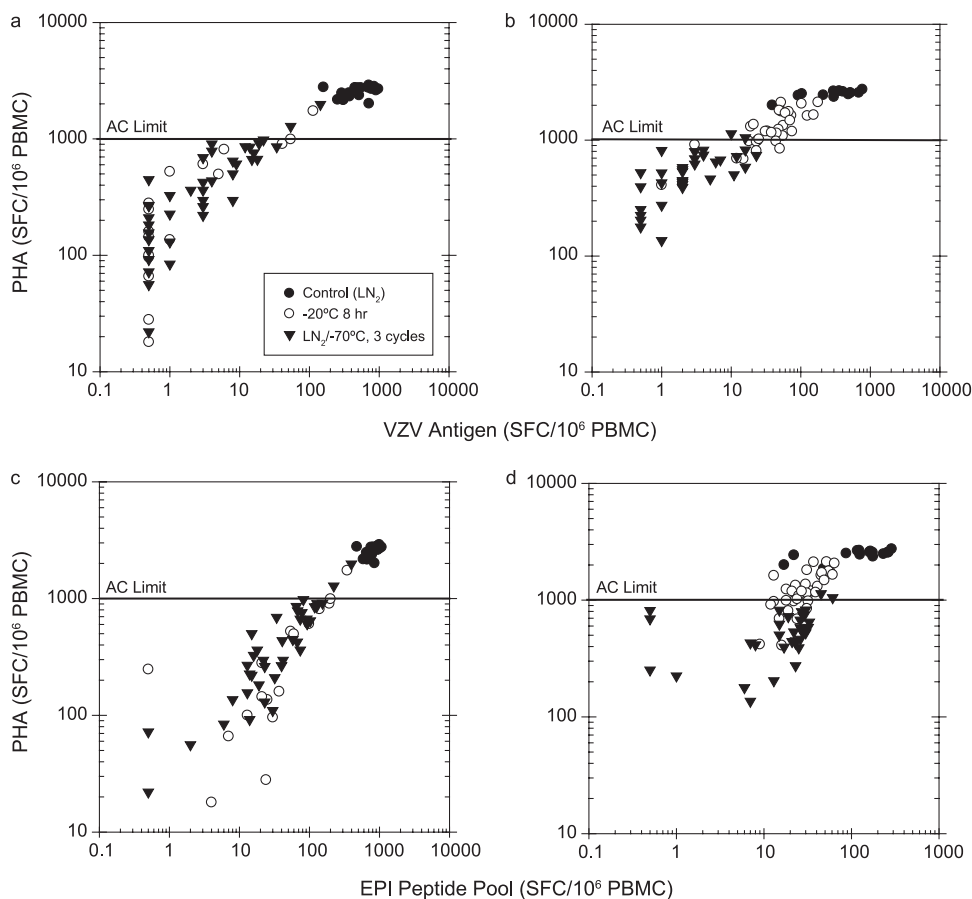 a
b
10000
1000
100
10
PHA (SFC/10⁶ PBMC)
AC Limit
Control (LN₂)
-20ºC 8 hr
LN₂/-70ºC, 3 cycles
0.1 1 10 100 1000 10000
10000
1000
100
10
AC Limit
0.1 1 10 100 1000 10000
VZV Antigen (SFC/10⁶ PBMC)
c
d
10000
1000
100
10
PHA (SFC/10⁶ PBMC)
AC Limit
0.1 1 10 100 1000 10000
10000
1000
100
10
AC Limit
0.1 1 10 100 1000 10000
EPI Peptide Pool (SFC/10⁶ PBMC)